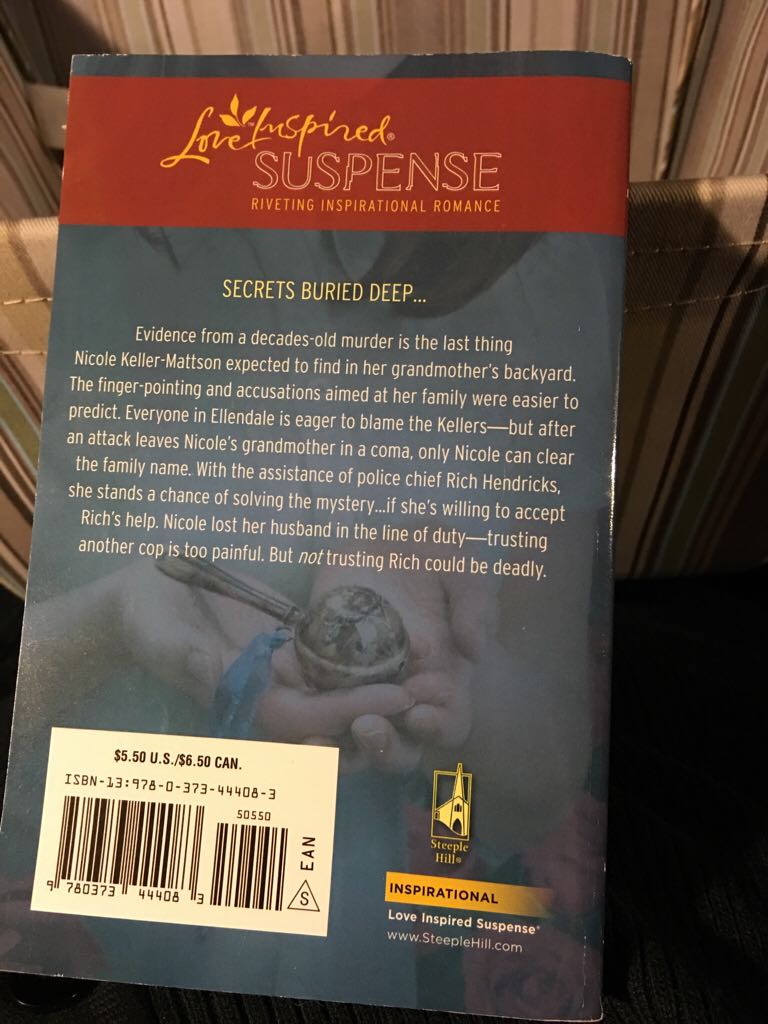 Love Inspired®
SUSPENSE
RIVETING INSPIRATIONAL ROMANCE
SECRETS BURIED DEEP...
Evidence from a decades-old murder is the last thing
Nicole Keller-Mattson expected to find in her grandmother's backyard.
The finger-pointing and accusations aimed at her family were easier to
predict. Everyone in Ellendale is eager to blame the Kellers—but after
an attack leaves Nicole's grandmother in a coma, only Nicole can clear
the family name. With the assistance of police chief Rich Hendricks,
she stands a chance of solving the mystery...if she's willing to accept
Rich's help. Nicole lost her husband in the line of duty—trusting
another cop is too painful. But not trusting Rich could be deadly.
$5.50 U.S./$6.50 CAN.
ISBN-13:978-0-373-44408-3
50550
EAN
S
9 780373 44408 3
Steeple
Hill®
INSPIRATIONAL
Love Inspired Suspense®
www.SteepleHill.com